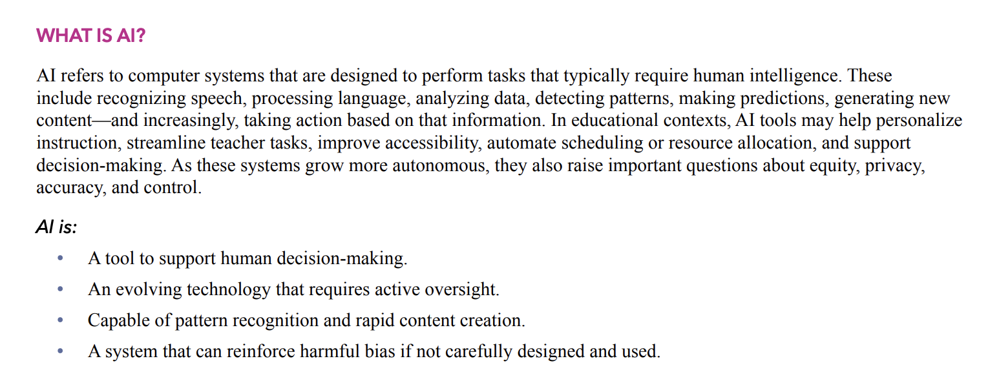 WHAT IS AI?
AI refers to computer systems that are designed to perform tasks that typically require human intelligence. These
include recognizing speech, processing language, analyzing data, detecting patterns, making predictions, generating new
content—and increasingly, taking action based on that information. In educational contexts, AI tools may help personalize
instruction, streamline teacher tasks, improve accessibility, automate scheduling or resource allocation, and support
decision-making. As these systems grow more autonomous, they also raise important questions about equity, privacy,
accuracy, and control.
AI is:
• A tool to support human decision-making.
• An evolving technology that requires active oversight.
• Capable of pattern recognition and rapid content creation.
• A system that can reinforce harmful bias if not carefully designed and used.